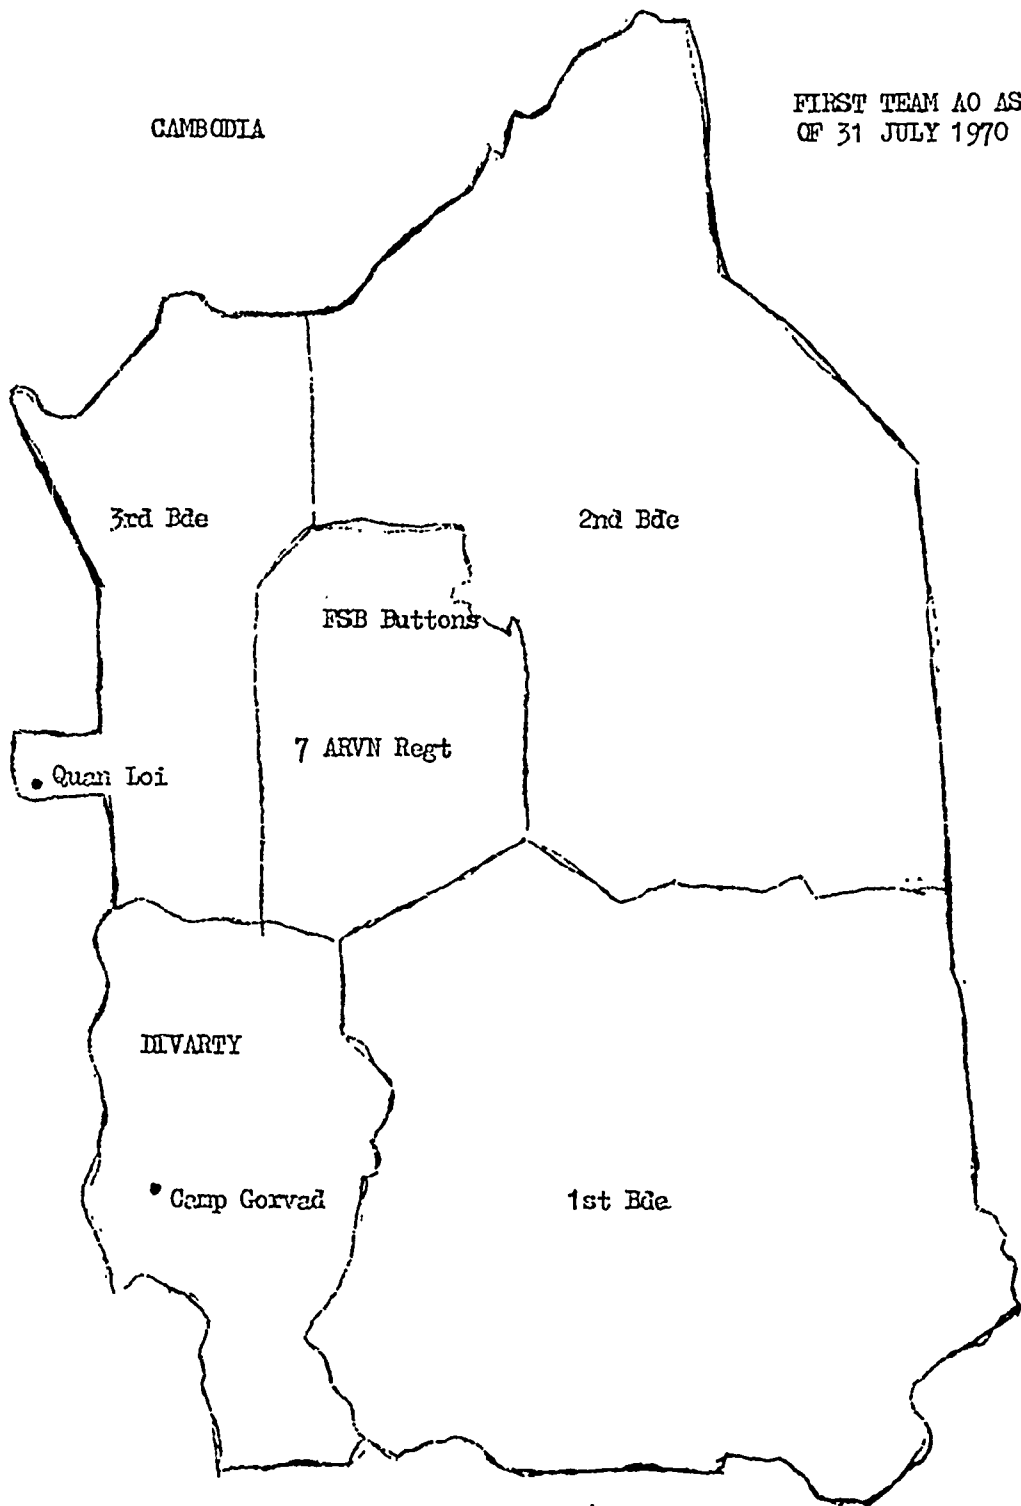 CAMBODIA
FIRST TEAM AO AS
OF 31 JULY 1970
3rd Bde
2nd Bde
FSB Buttons
7 ARVN Regt
Quan Loi
DIVARTY
Camp Gorvad
1st Bde